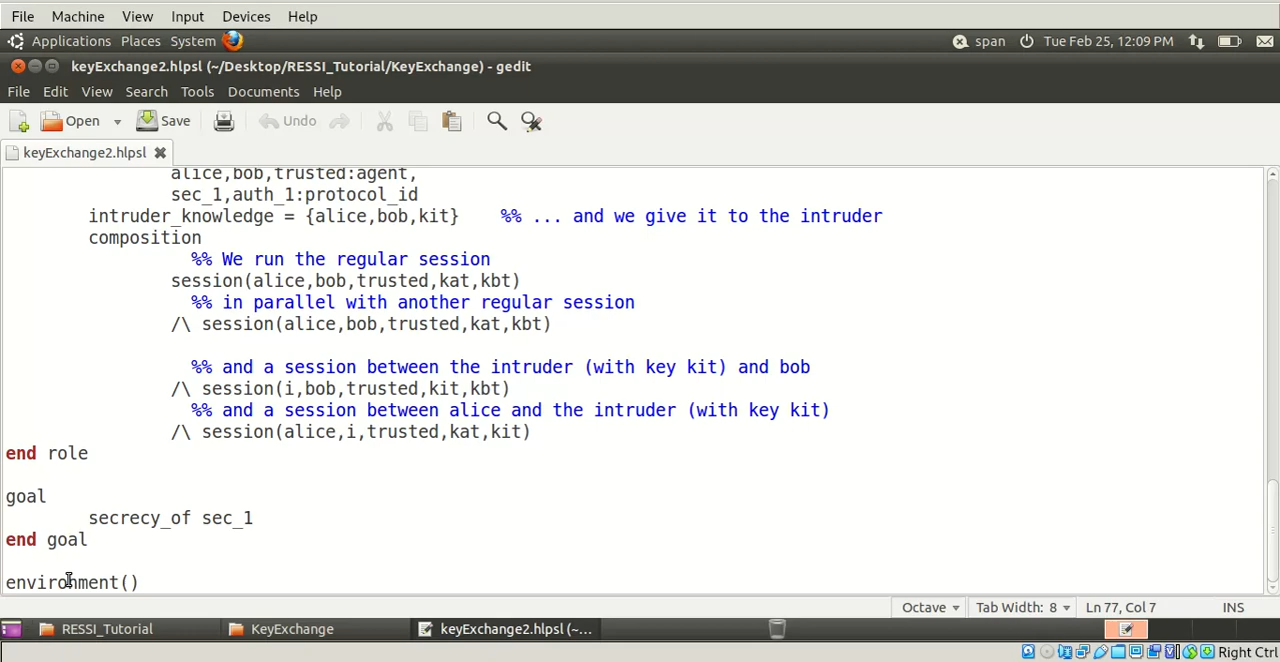 File Machine View Input Devices Help
Applications Places System span Tue Feb 25, 12:09 PM
keyExchange2.hlpsl (~/Desktop/RESSI_Tutorial/KeyExchange) - gedit
File Edit View Search Tools Documents Help
Open Save Undo
keyExchange2.hlpsl
alice,bob,trusted:agent,
sec_1,auth_1:protocol_id
intruder_knowledge = {alice,bob,kit} %% ... and we give it to the intruder
composition
%% We run the regular session
session(alice,bob,trusted,kat,kbt)
%% in parallel with another regular session
/\ session(alice,bob,trusted,kat,kbt)
%% and a session between the intruder (with key kit) and bob
/\ session(i,bob,trusted,kit,kbt)
%% and a session between alice and the intruder (with key kit)
/\ session(alice,i,trusted,kat,kit)
end role
goal
secrecy_of sec_1
end goal
environment()
Octave Tab Width: 8 Ln 77, Col 7 INS
RESSI_Tutorial KeyExchange keyExchange2.hlpsl (~...
Right Ctrl